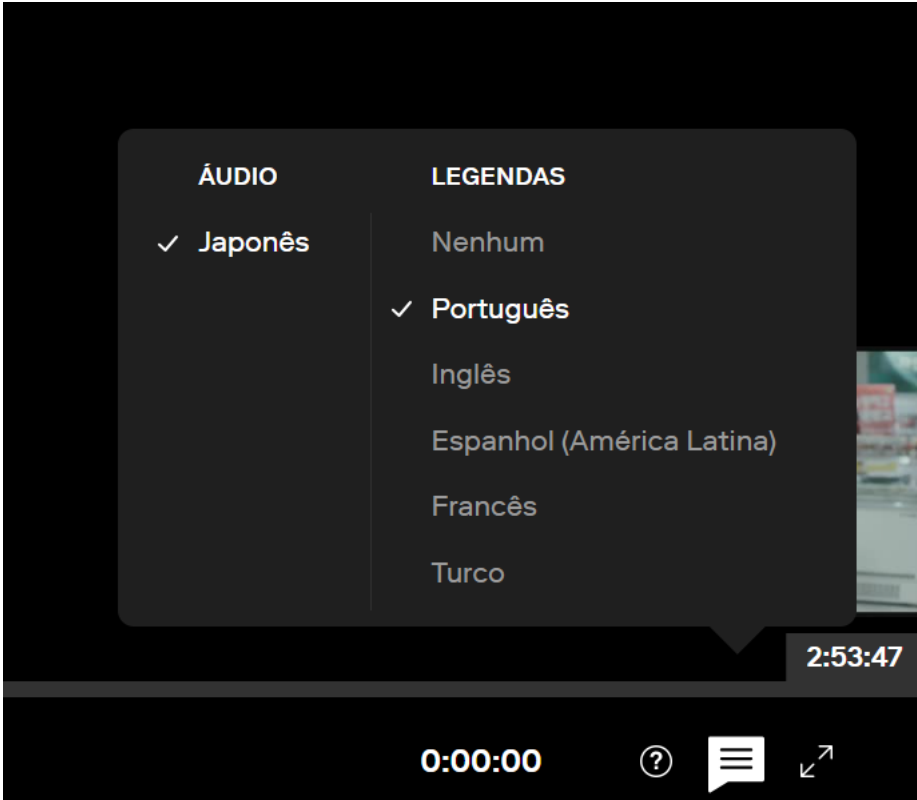 ÁUDIO
Japonês
LEGENDAS
Nenhum
Português
Inglês
Espanhol (América Latina)
Francês
Turco
2:53:47
0:00:00
?